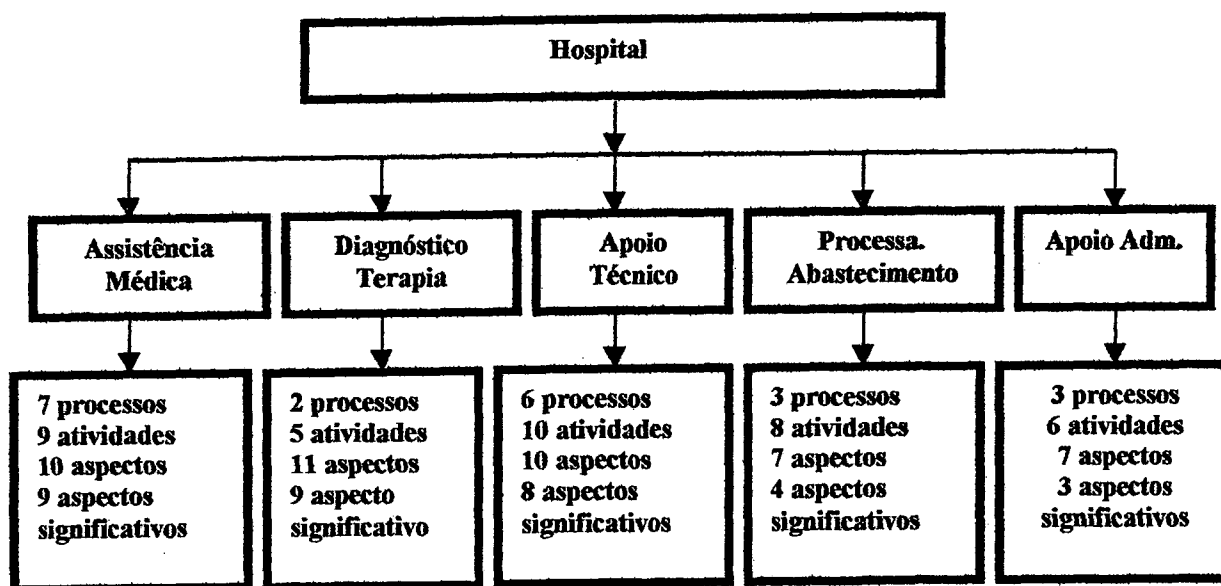 Hospital
Assistência
Médica
Diagnóstico
Terapia
Apoio
Técnico
Processa.
Abastecimento
Apoio Adm.
7 processos
9 atividades
10 aspectos
9 aspectos
significativos
2 processos
5 atividades
11 aspectos
9 aspecto
significativo
6 processos
10 atividades
10 aspectos
8 aspectos
significativos
3 processos
8 atividades
7 aspectos
4 aspectos
significativos
3 processos
6 atividades
7 aspectos
3 aspectos
significativos